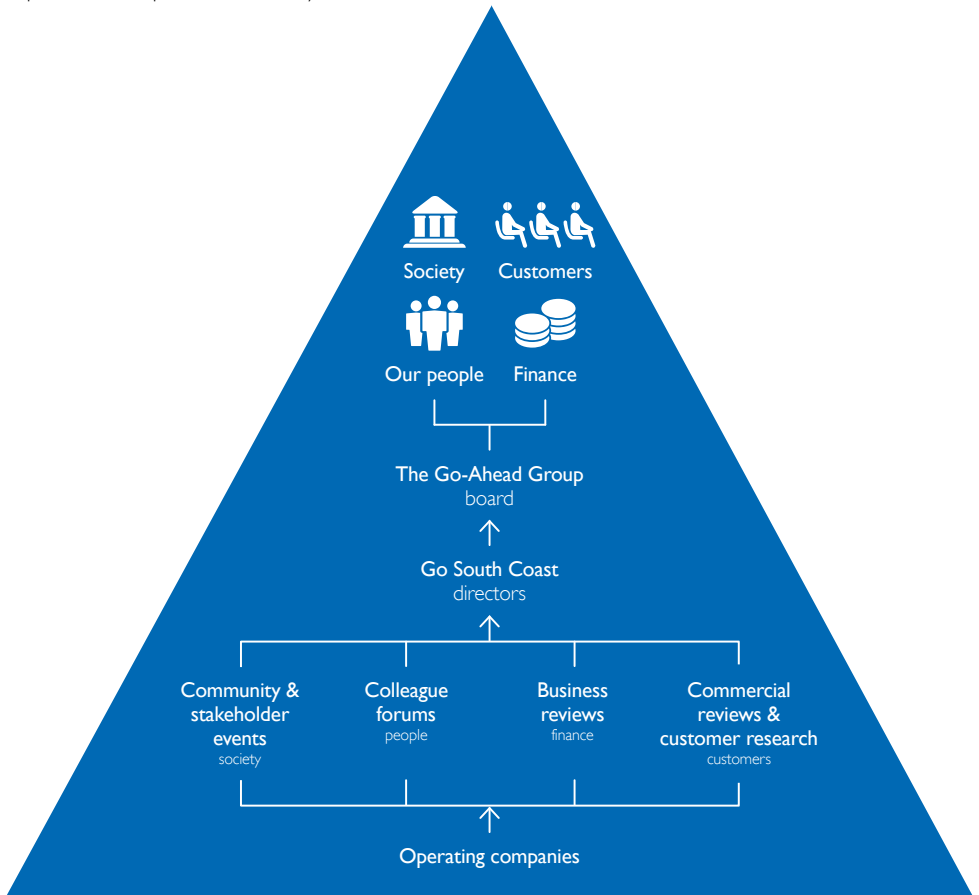 Society Customers
Our people Finance
The Go-Ahead Group
board
Go South Coast
directors
Community &
stakeholder
events
society
Colleague
forums
people
Business
reviews
finance
Commercial
reviews &
customer research
customers
Operating companies